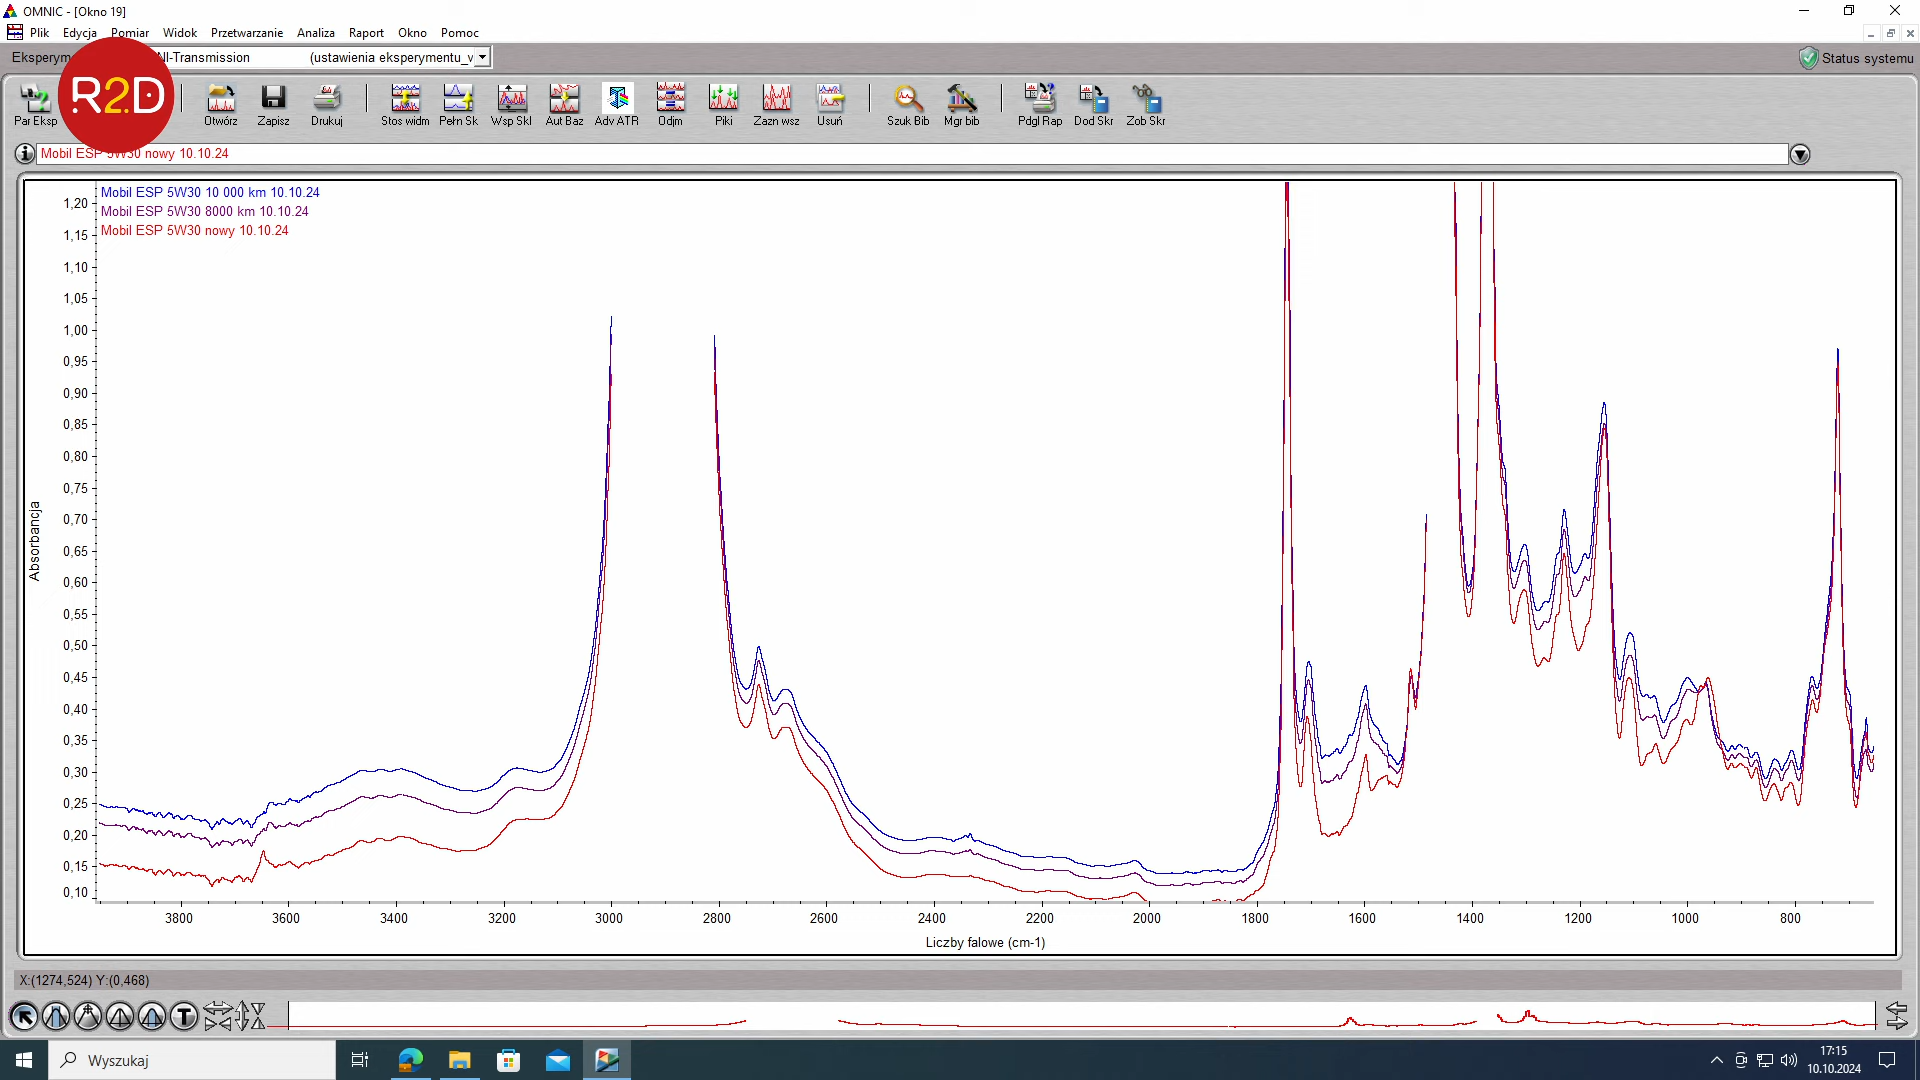 OMNIC - [Okno 19]
Plik Edycja Pomiar Widok Przetwarzanie Analiza Raport Okno Pomoc
Eksperym NI-Transmission (ustawienia eksperymentu_v
Status systemu
R2D
Par Eksp Otwórz Zapisz Drukuj Stos widm Pełn Sk Wsp Skl Aut Baz Adv ATR Odjm Piki Zazn wsz Usuń Szuk Bib Mgr bib Pdgl Rap Dod Skr Zob Skr
Mobil ESP 5W30 nowy 10.10.24
Mobil ESP 5W30 10 000 km 10.10.24
Mobil ESP 5W30 8000 km 10.10.24
Mobil ESP 5W30 nowy 10.10.24
1,20
1,15
1,10
1,05
1,00
0,95
0,90
0,85
0,80
0,75
0,70
0,65
0,60
0,55
0,50
0,45
0,40
0,35
0,30
0,25
0,20
0,15
0,10
Absorbancja
3800 3600 3400 3200 3000 2800 2600 2400 2200 2000 1800 1600 1400 1200 1000 800
Liczby falowe (cm-1)
X:(1274,524) Y:(0,468)
T
Wyszukaj
17:15
10.10.2024